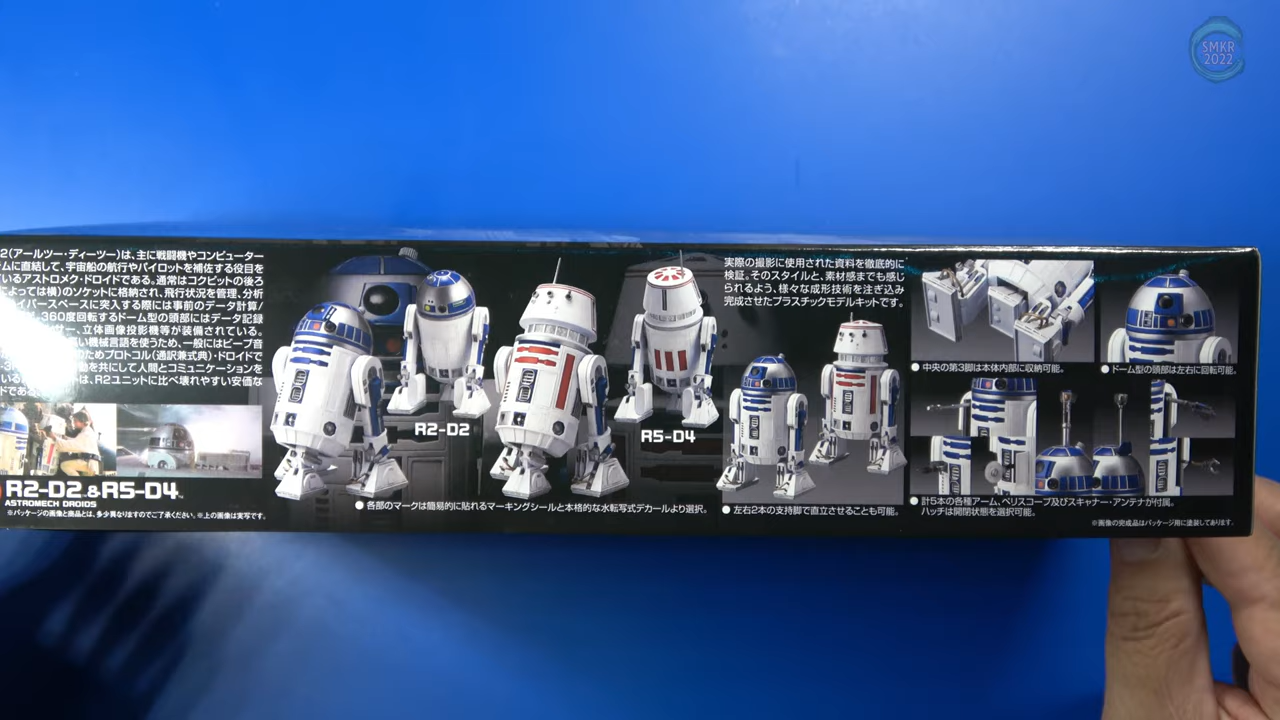 SMKR
2022
2(アールツー・ディーツー)は、主に戦闘機やコンピューター
ムに直結して、宇宙船の航行やパイロットを補佐する役目を
いるアストロメク・ドロイドである。通常はコクピットの後ろ
によっては横)のソケットに格納され、飛行状況を管理、分析
イパースペースに突入する際には事前のデータ計算/
360度回転するドーム型の頭部にはデータ記録
サー、立体画像投影機等が装備されている。
い機械言語を使うため、一般にはビープ音
のためプロトコル(通訳兼式典)・ドロイドで
動を共にして人間とコミュニケーションを
は、R2ユニットに比べ壊れやすい安価な
ドである。
R2-D2 & R5-D4™
ASTROMECH DROIDS
※パッケージの画像と商品とは、多少異なりますのでご了承ください。※上の画像は実写です。
R2-D2
R5-D4
●各部のマークは簡易的に貼れるマーキングシールと本格的な水転写式デカールより選択。
実際の撮影に使用された資料を徹底的に
検証。そのスタイルと、素材感までも感じ
られるよう、様々な成形技術を注ぎ込み
完成させたプラスチックモデルキットです。
●左右2本の支持脚で直立させることも可能。
●中央の第3脚は本体内部に収納可能。
●ドーム型の頭部は左右に回転可能。
●計5本の各種アーム、ペリスコープ及びスキャナー・アンテナが付属。
ハッチは開閉状態を選択可能。
※画像の完成品はパッケージ用に塗装してあります。